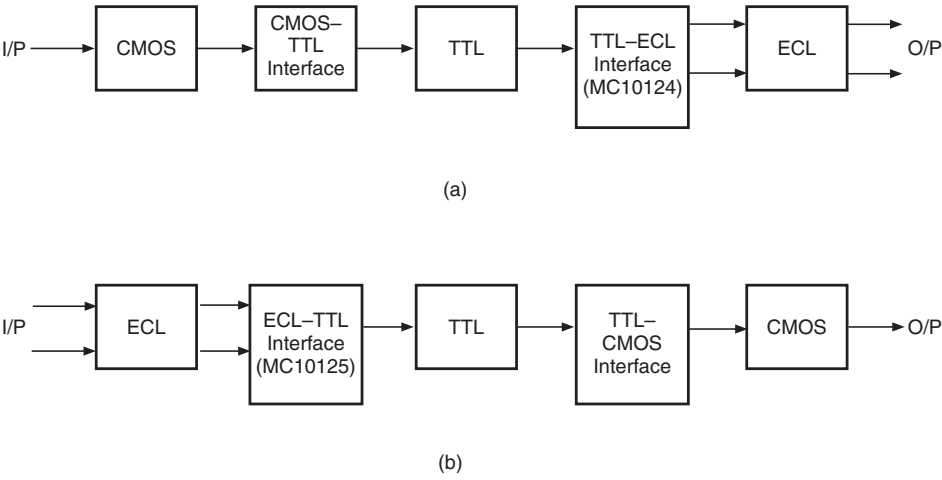 I/P
CMOS
CMOS–
TTL
Interface
TTL
TTL–ECL
Interface
(MC10124)
ECL
O/P
(a)
I/P
ECL
ECL–TTL
Interface
(MC10125)
TTL
TTL–
CMOS
Interface
CMOS
O/P
(b)